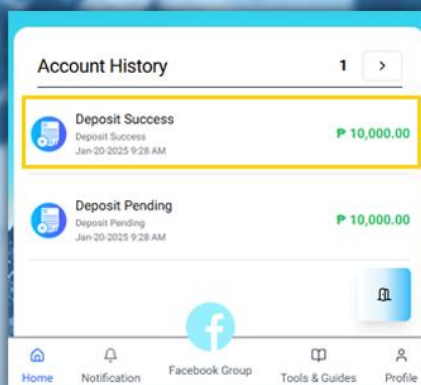 Account History 1 >
Deposit Success
Deposit Success
Jan-20-2025 9:28 AM
₱ 10,000.00
Deposit Pending
Deposit Pending
Jan-20-2025 9:28 AM
₱ 10,000.00
Home Notification Facebook Group Tools & Guides Profile